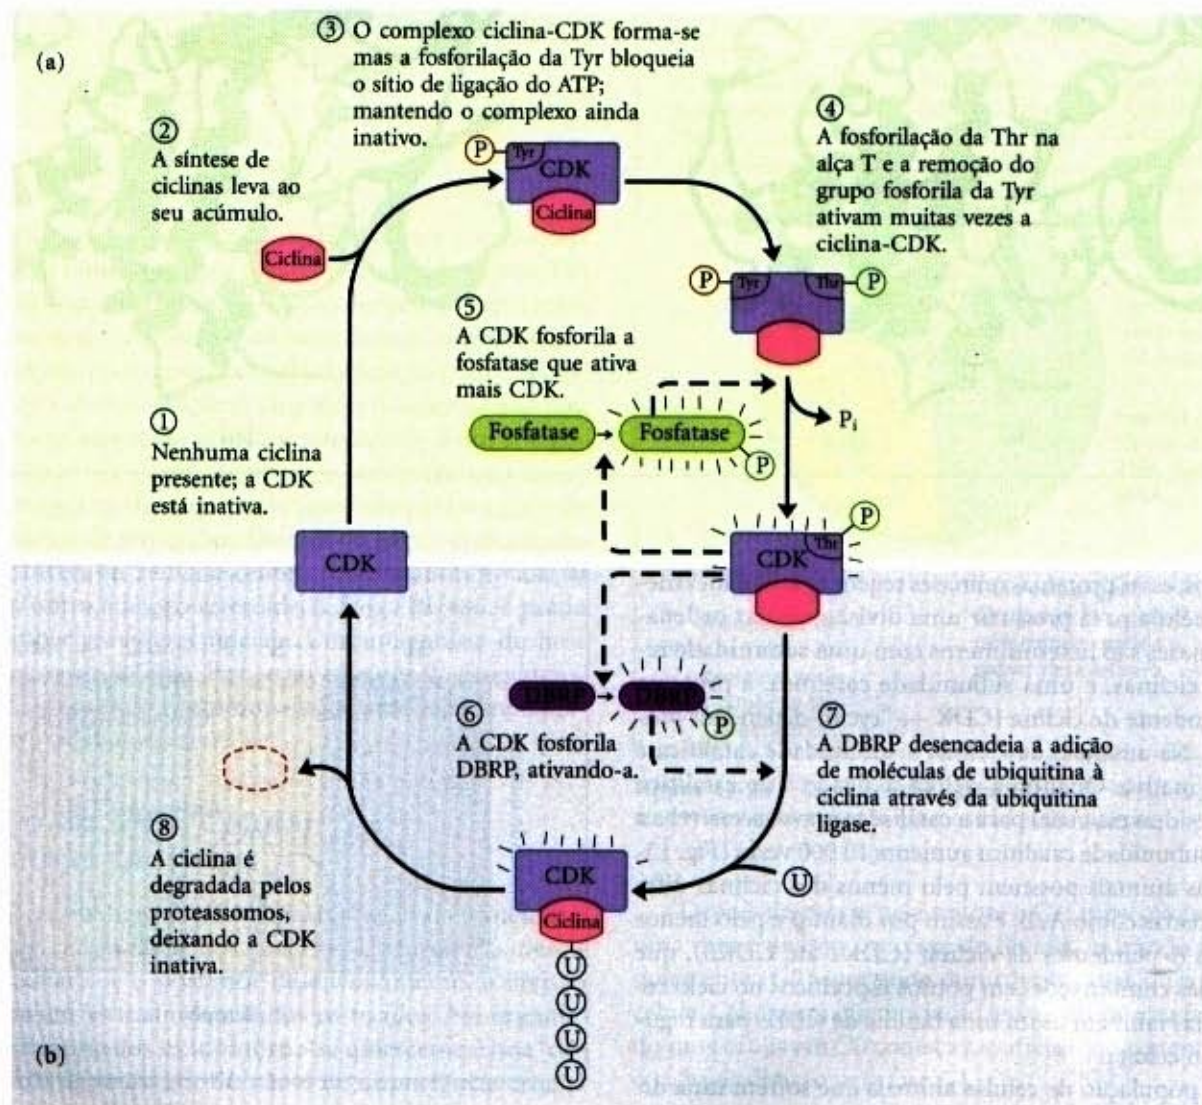 (a)
③ O complexo ciclina-CDK forma-se
mas a fosforilação da Tyr bloqueia
o sítio de ligação do ATP;
mantendo o complexo ainda
inativo.
②
A síntese de
ciclinas leva ao
seu acúmulo.
Ciclina
P
Tyr
CDK
Ciclina
④
A fosforilação da Thr na
alça T e a remoção do
grupo fosforila da Tyr
ativam muitas vezes a
ciclina-CDK.
P
Tyr
Thr
P
⑤
A CDK fosforila a
fosfatase que ativa
mais CDK.
Fosfatase
Fosfatase
P
Pi
①
Nenhuma ciclina
presente; a CDK
está inativa.
CDK
P
CDK
Thr
DBRP
DBRP
P
⑥
A CDK fosforila
DBRP, ativando-a.
⑦
A DBRP desencadeia a adição
de moléculas de ubiquitina à
ciclina através da ubiquitina
ligase.
U
⑧
A ciclina é
degradada pelos
proteassomos,
deixando a CDK
inativa.
CDK
Ciclina
U
U
U
U
(b)